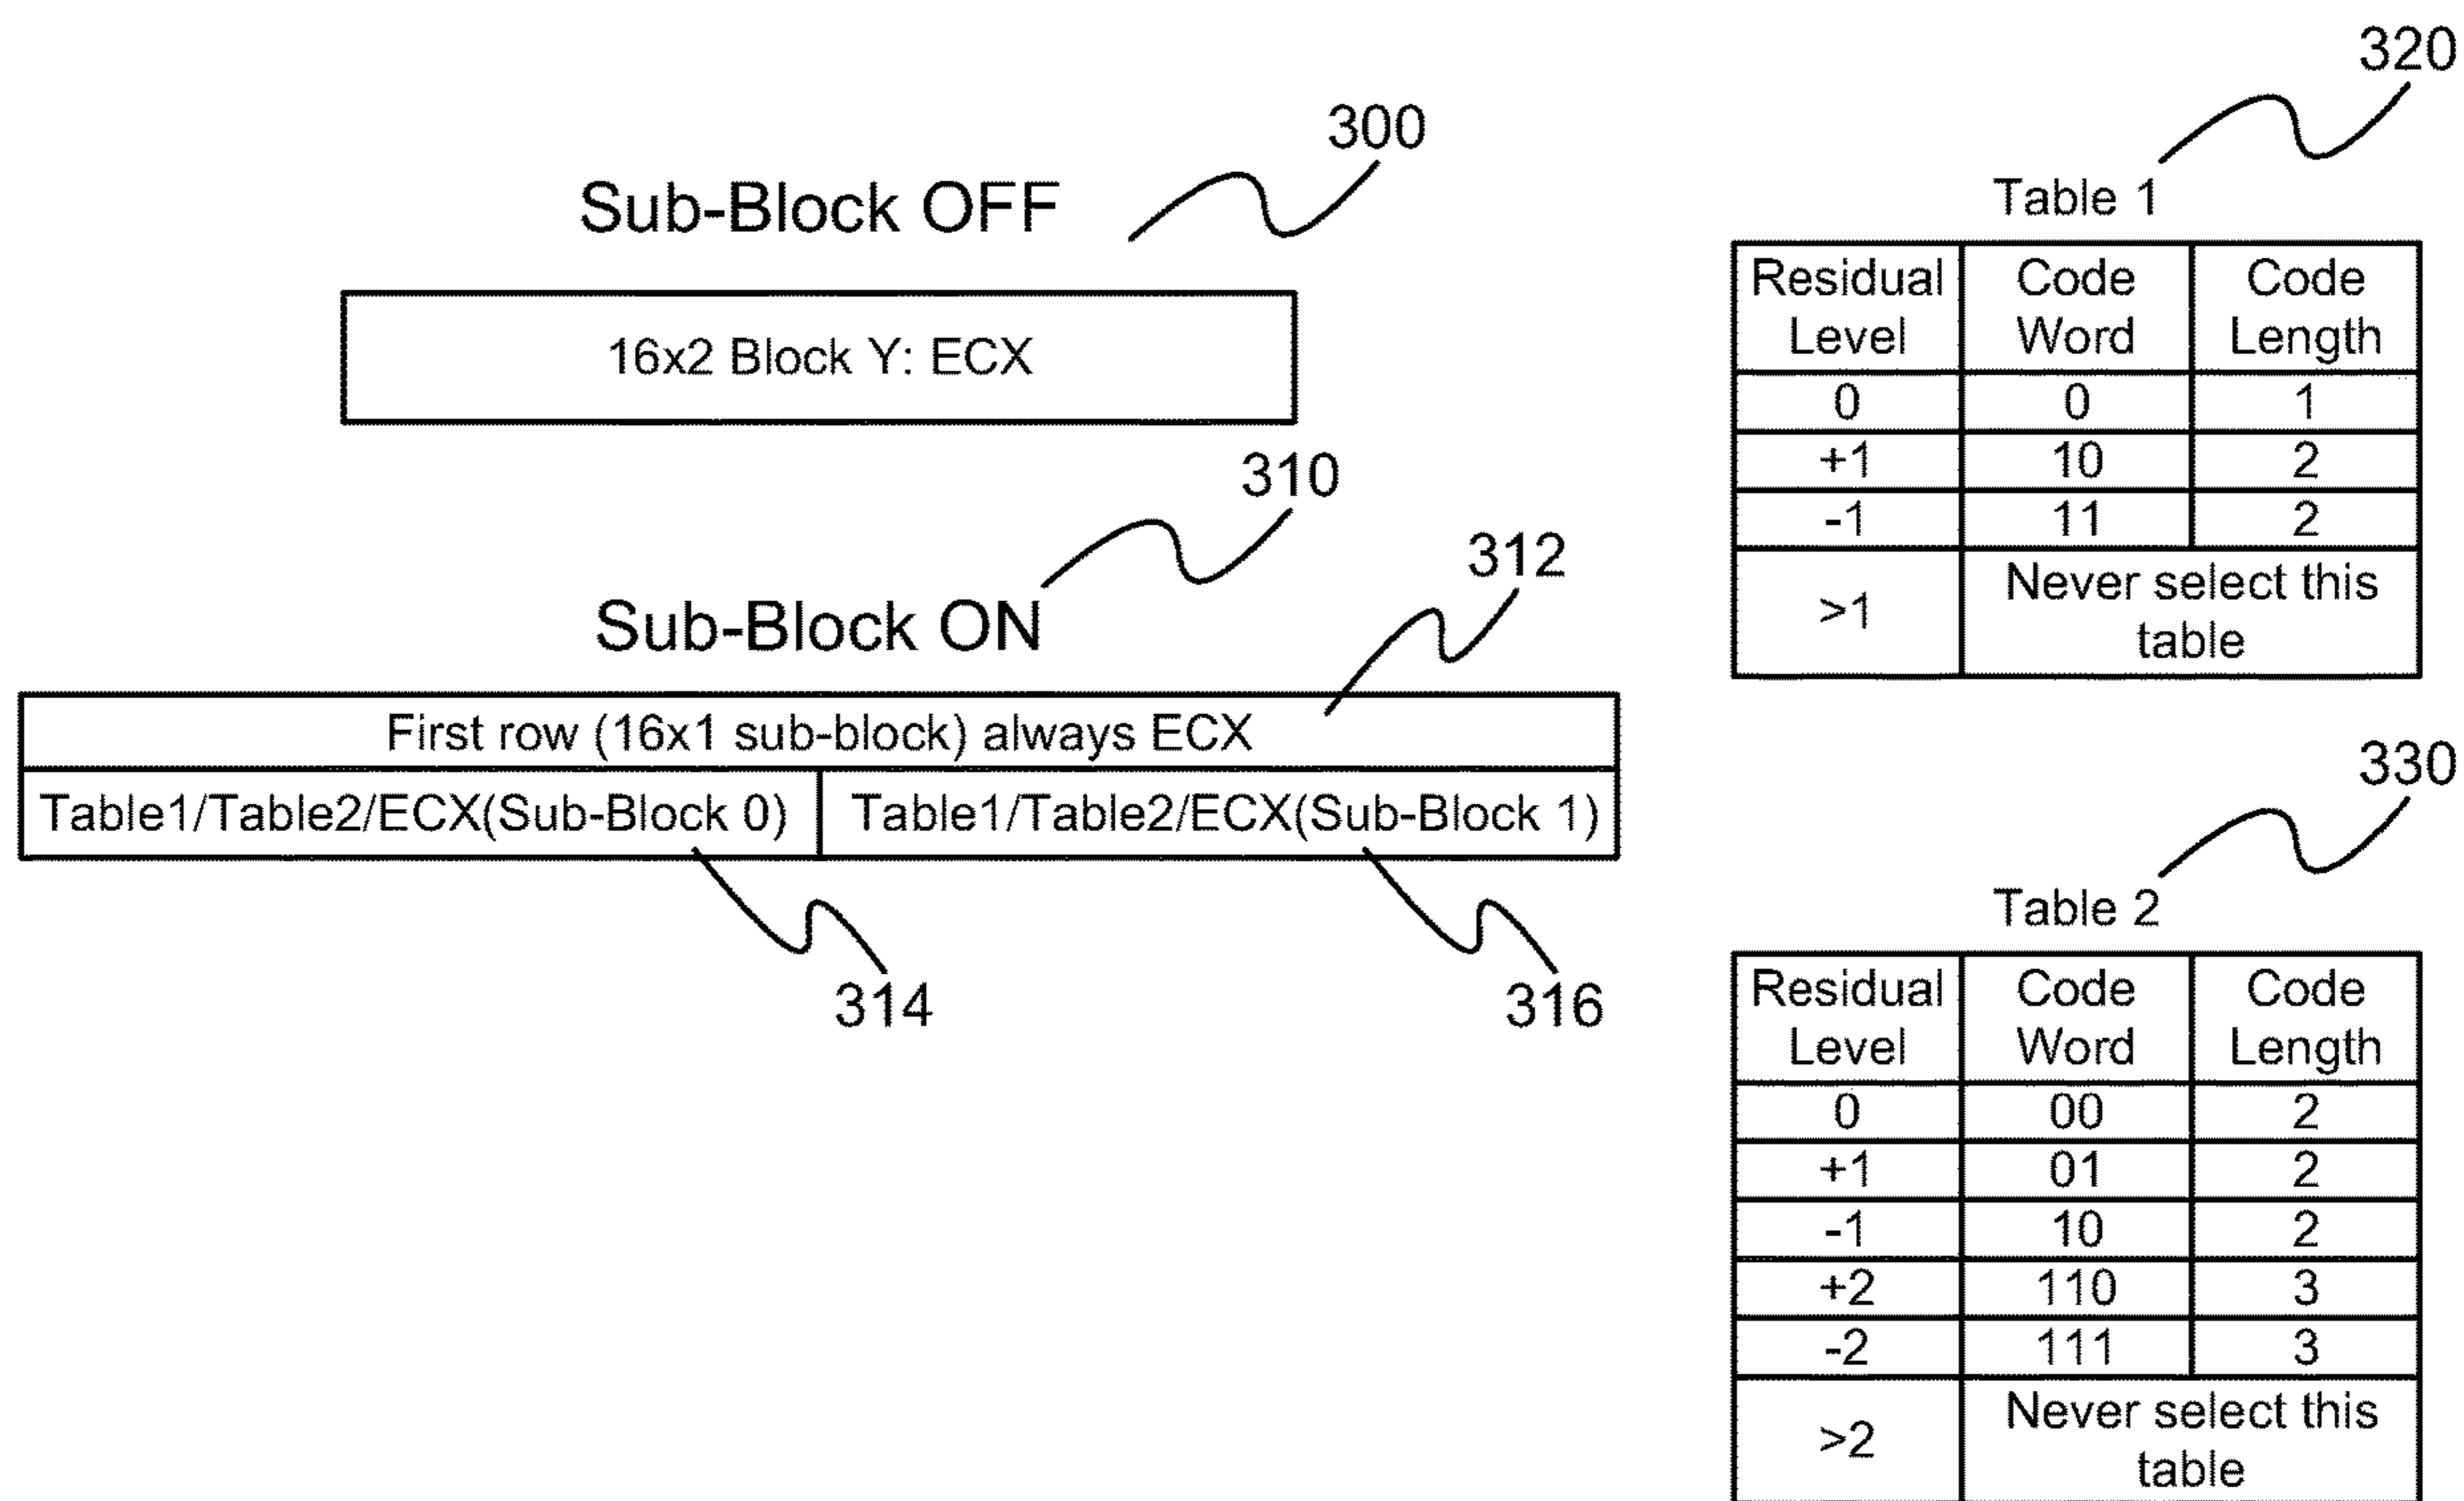 300
Sub-Block OFF
16x2 Block Y: ECX
310
Sub-Block ON
312
First row (16x1 sub-block) always ECX
Table1/Table2/ECX(Sub-Block 0) Table1/Table2/ECX(Sub-Block 1)
314 316
320
Table 1
Residual Level Code Word Code Length
0 0 1
+1 10 2
-1 11 2
>1 Never select this table
330
Table 2
Residual Level Code Word Code Length
0 00 2
+1 01 2
-1 10 2
+2 110 3
-2 111 3
>2 Never select this table